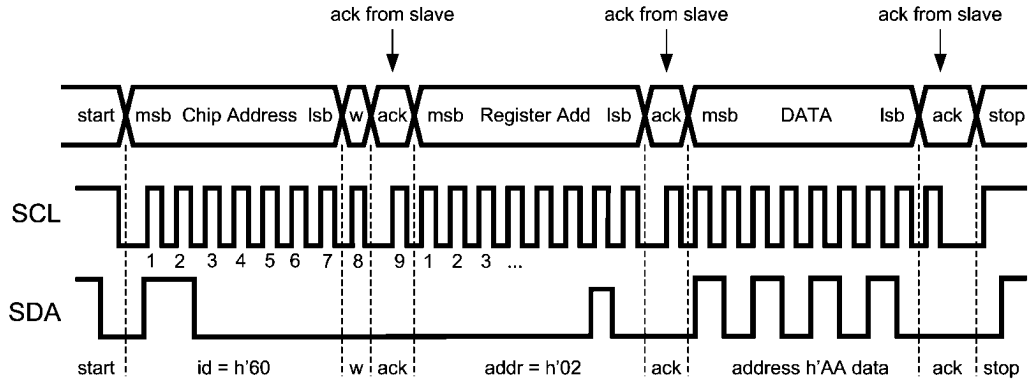 ack from slave ack from slave ack from slave
start msb Chip Address lsb w ack msb Register Add lsb ack msb DATA lsb ack stop
SCL
1 2 3 4 5 6 7 8 9 1 2 3 ...
SDA
start id = h'60 w ack addr = h'02 ack address h'AA data ack stop